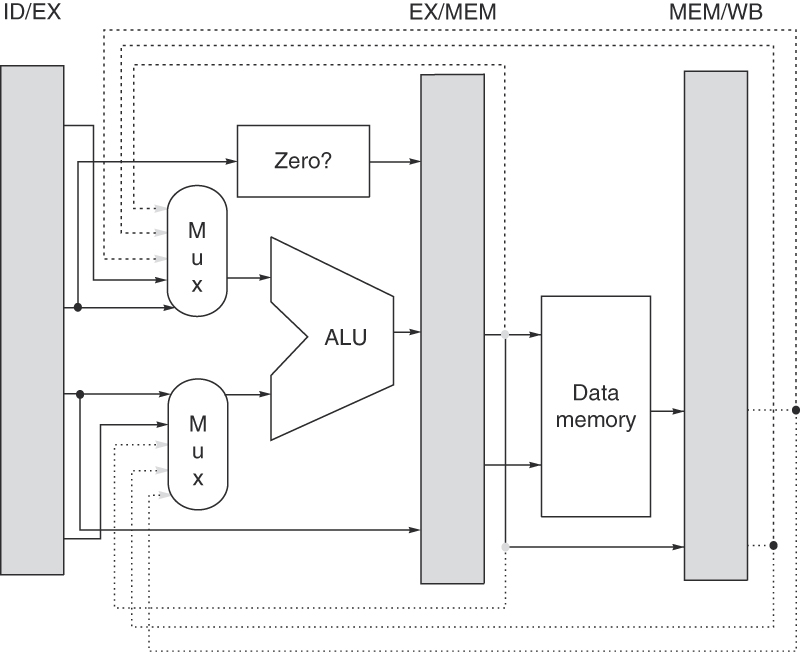 ID/EX
EX/MEM
MEM/WB
Zero?
M
u
x
ALU
M
u
x
Data
memory